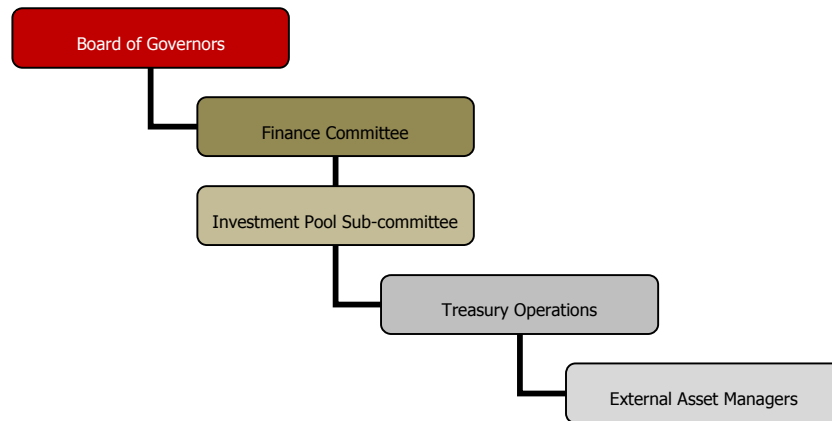 Board of Governors
Finance Committee
Investment Pool Sub-committee
Treasury Operations
External Asset Managers